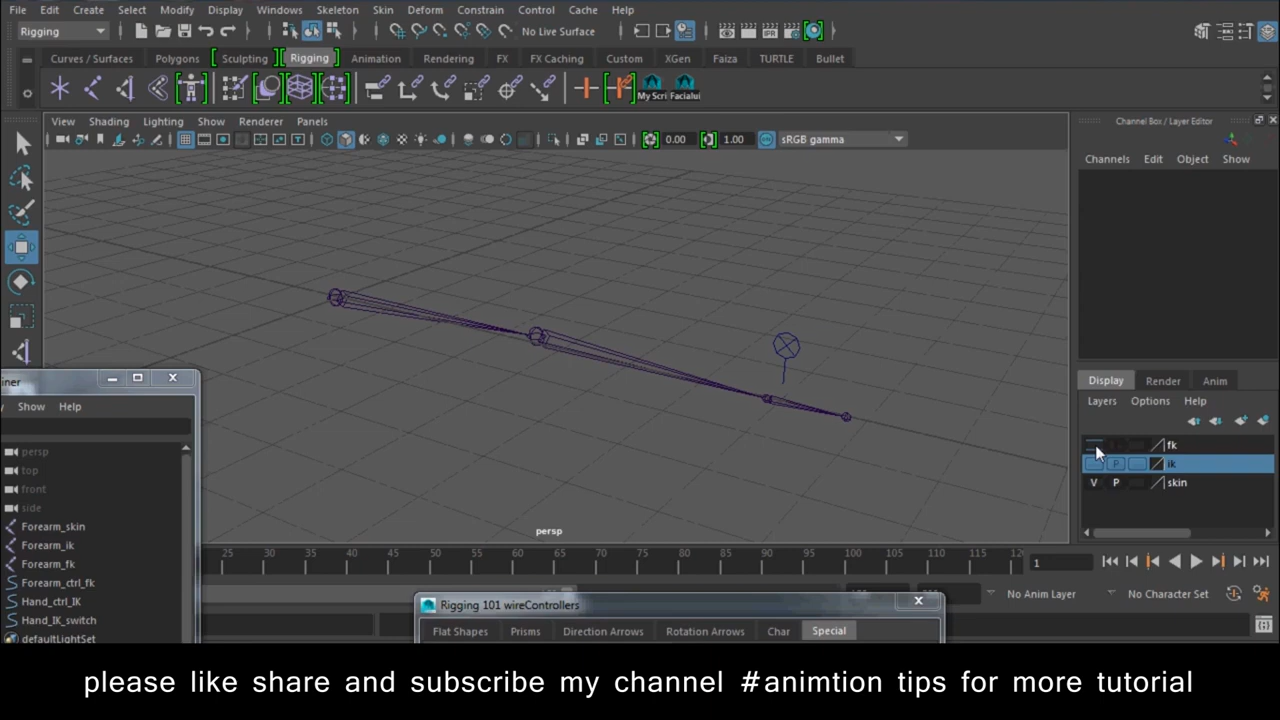 File Edit Create Select Modify Display Windows Skeleton Skin Deform Constrain Control Cache Help
Rigging No Live Surface
Curves / Surfaces Polygons Sculpting Rigging Animation Rendering FX FX Caching Custom XGen Faiza TURTLE Bullet
My Scri Facialui
View Shading Lighting Show Renderer Panels
0.00 1.00 sRGB gamma
Channel Box / Layer Editor
Channels Edit Object Show
persp
Display Render Anim
Layers Options Help
fk
P ik
V P skin
iner
Show Help
persp
top
front
side
Forearm_skin
Forearm_ik
Forearm_fk
Forearm_ctrl_fk
Hand_ctrl_IK
Hand_IK_switch
defaultLightSet
25 30 35 40 45 50 55 60 65 70 75 80 85 90 95 100 105 110 115 12
1
No Anim Layer No Character Set
Rigging 101 wireControllers
Flat Shapes Prisms Direction Arrows Rotation Arrows Char Special
please like share and subscribe my channel #animtion tips for more tutorial